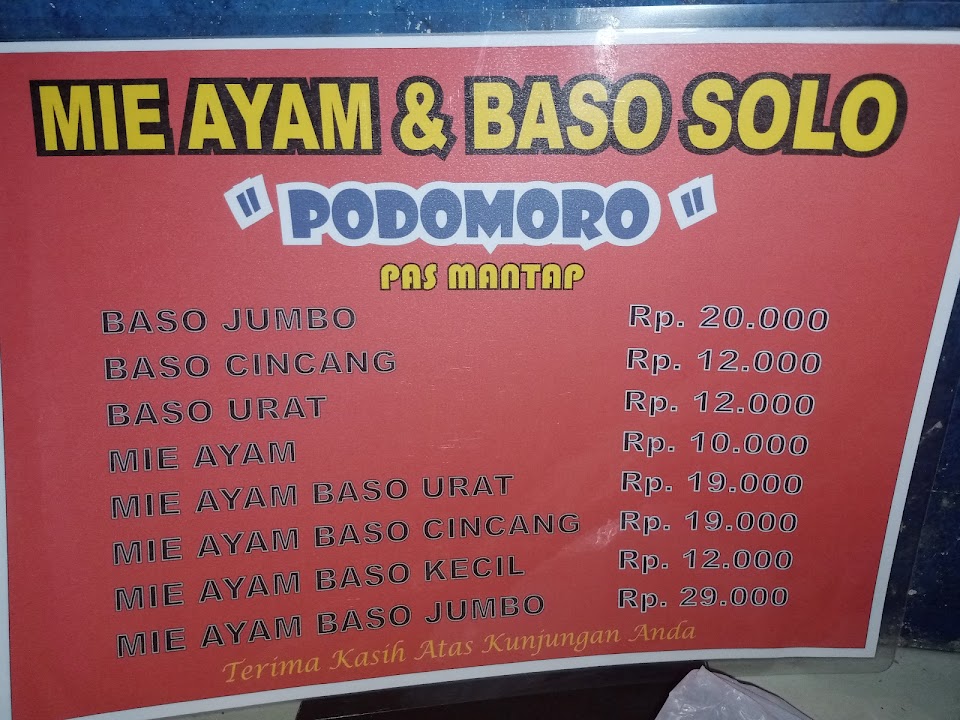 MIE AYAM & BASO SOLO
" PODOMORO "
PAS MANTAP
BASO JUMBO Rp. 20.000
BASO CINCANG Rp. 12.000
BASO URAT Rp. 12.000
MIE AYAM Rp. 10.000
MIE AYAM BASO URAT Rp. 19.000
MIE AYAM BASO CINCANG Rp. 19.000
MIE AYAM BASO KECIL Rp. 12.000
MIE AYAM BASO JUMBO Rp. 29.000
Terima Kasih Atas Kunjungan Anda